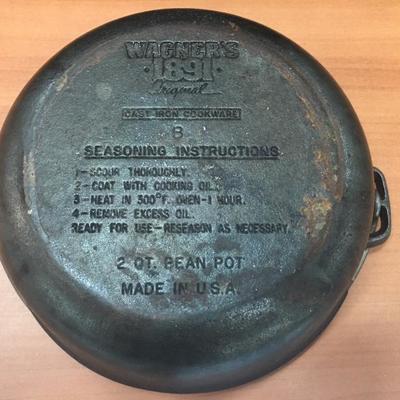 WAGNER'S
1891
Original
CAST IRON COOKWARE
B
SEASONING INSTRUCTIONS
1-SCOUR THOROUGHLY.
2-COAT WITH COOKING OIL.
3-HEAT IN 300°F. OVEN-1 HOUR.
4-REMOVE EXCESS OIL.
READY FOR USE-RESEASON AS NECESSARY.
2 QT. BEAN POT
MADE IN U.S.A.